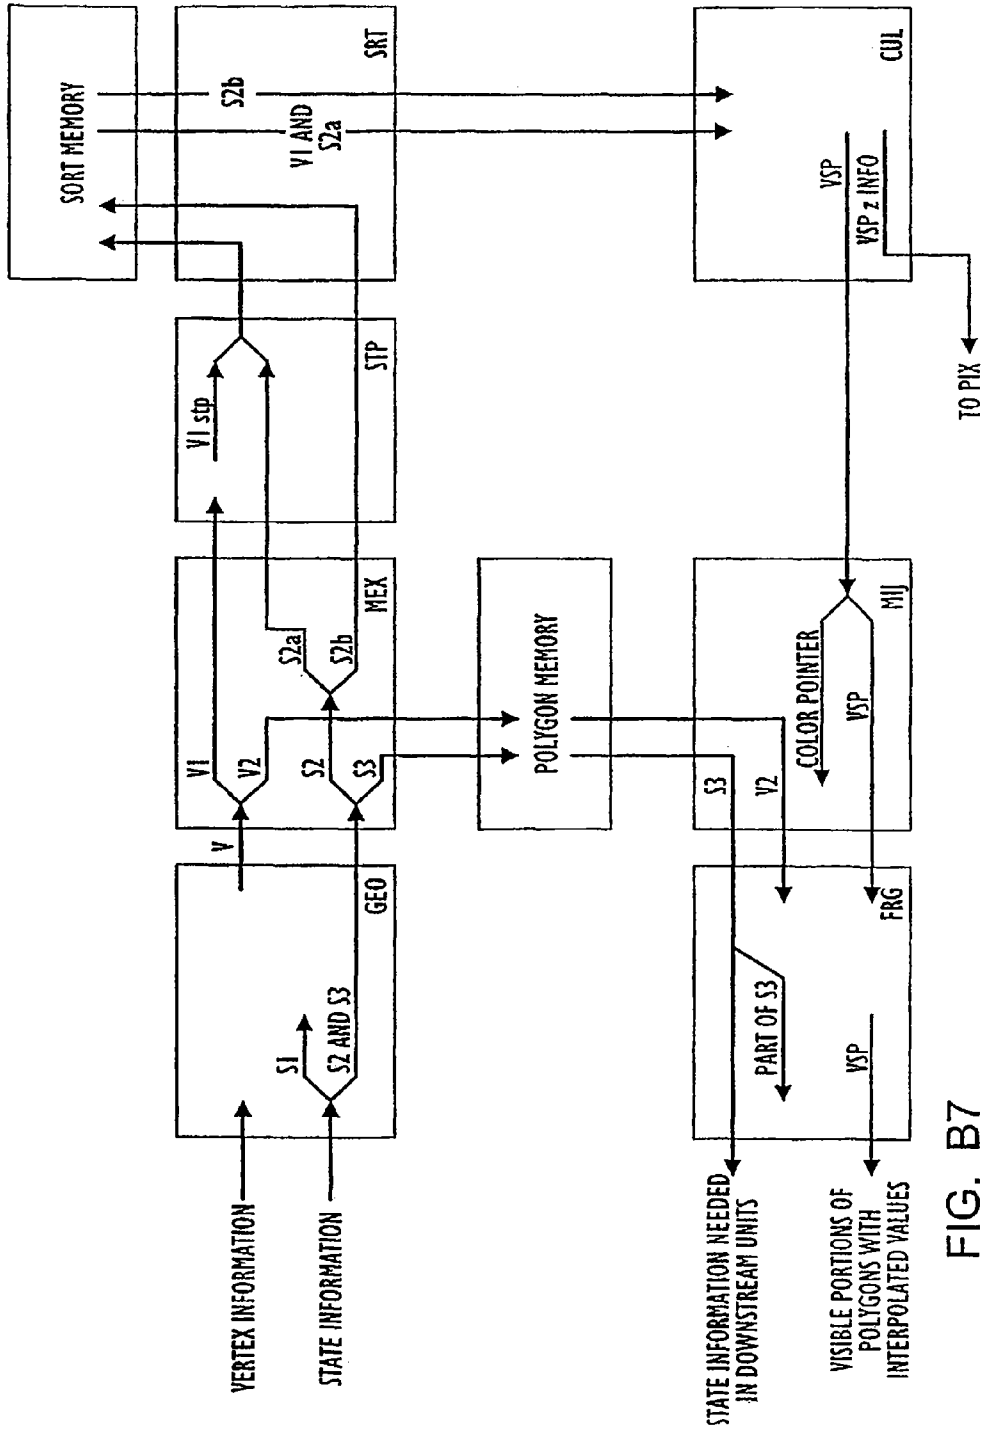 SORT MEMORY
SRT
S2b
V1 AND
S2a
STP
V1 stp
MEX
V1
V2
S2
S3
S2a
S2b
V
GEO
S1
S2 AND S3
VERTEX INFORMATION
STATE INFORMATION
POLYGON MEMORY
CUL
VSP
VSP z INFO
TO PIX
MIJ
COLOR POINTER
VSP
S3
V2
FRG
PART OF S3
VSP
STATE INFORMATION NEEDED
IN DOWNSTREAM UNITS
VISIBLE PORTIONS OF
POLYGONS WITH
INTERPOLATED VALUES
FIG. B7